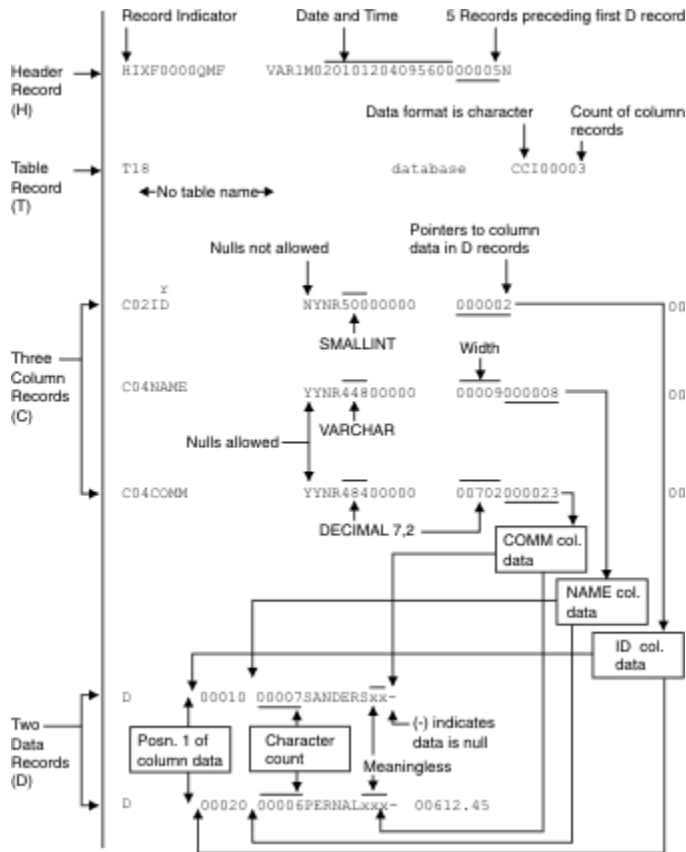 Record Indicator Date and Time 5 Records preceding first D record
Header
Record
(H)
HIXF0000QMF VAR1M020101204095600000005N
Data format is character Count of column
records
Table
Record
(T)
T18 database CCI00003
No table name
Pointers to column
data in D records
Nulls not allowed
r
C02ID NYNR50000000 000002 00
SMALLINT
Three
Column
Records
(C)
Width
C04NAME YYNR44800000 00009000008 00
VARCHAR
Nulls allowed
C04COMM YYNR48400000 00702000023 00
DECIMAL 7,2
COMM col.
data
NAME col.
data
ID col.
data
D 00010 00007SANDERSxx-
Two
Data
Records
(D)
Posn. 1 of
column data
Character
count
(-) indicates
data is null
Meaningless
D 00020 00006PERNALxxx- 00612.45